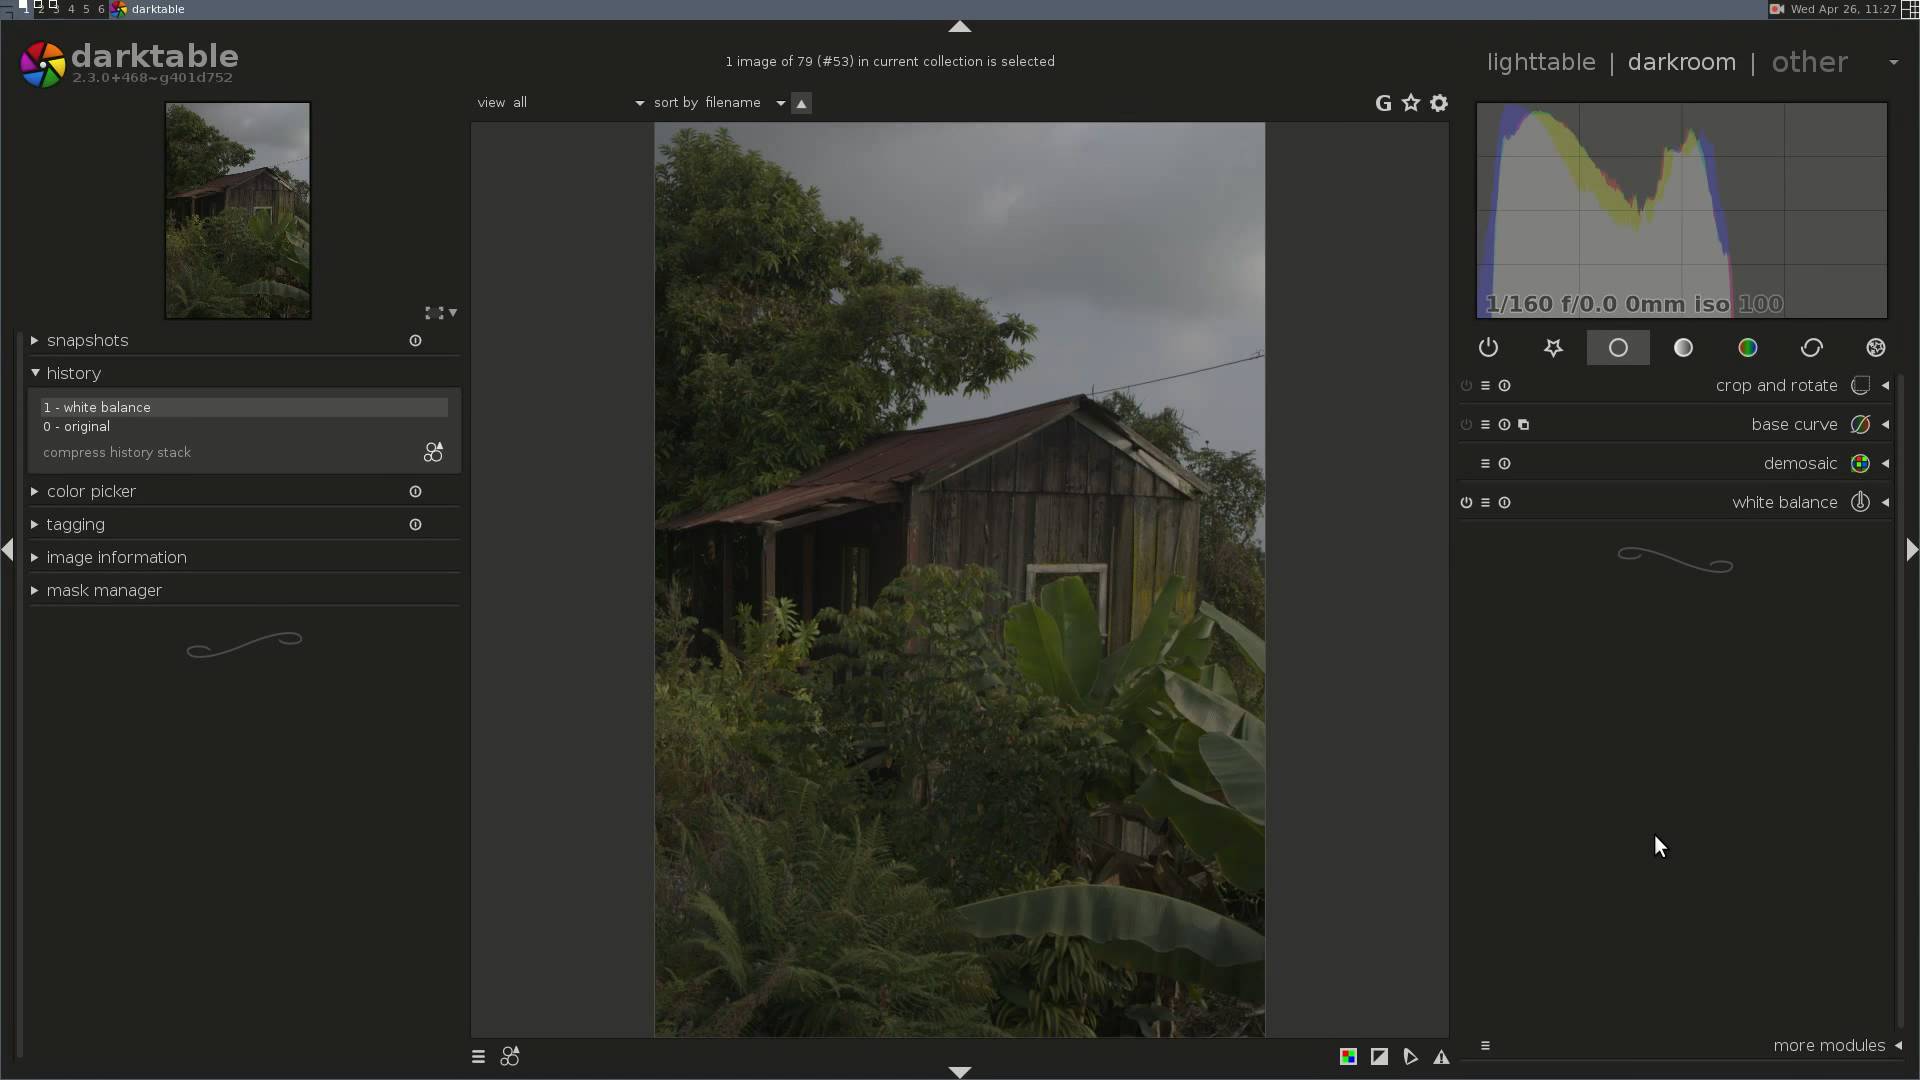 1 2 3 4 5 6 darktable
Wed Apr 26, 11:27
darktable
2.3.0+468~g401d752
1 image of 79 (#53) in current collection is selected
lighttable | darkroom | other
view all sort by filename
G
1/160 f/0.0 0mm iso 100
snapshots
history
1 - white balance
0 - original
compress history stack
color picker
tagging
image information
mask manager
crop and rotate
base curve
demosaic
white balance
more modules